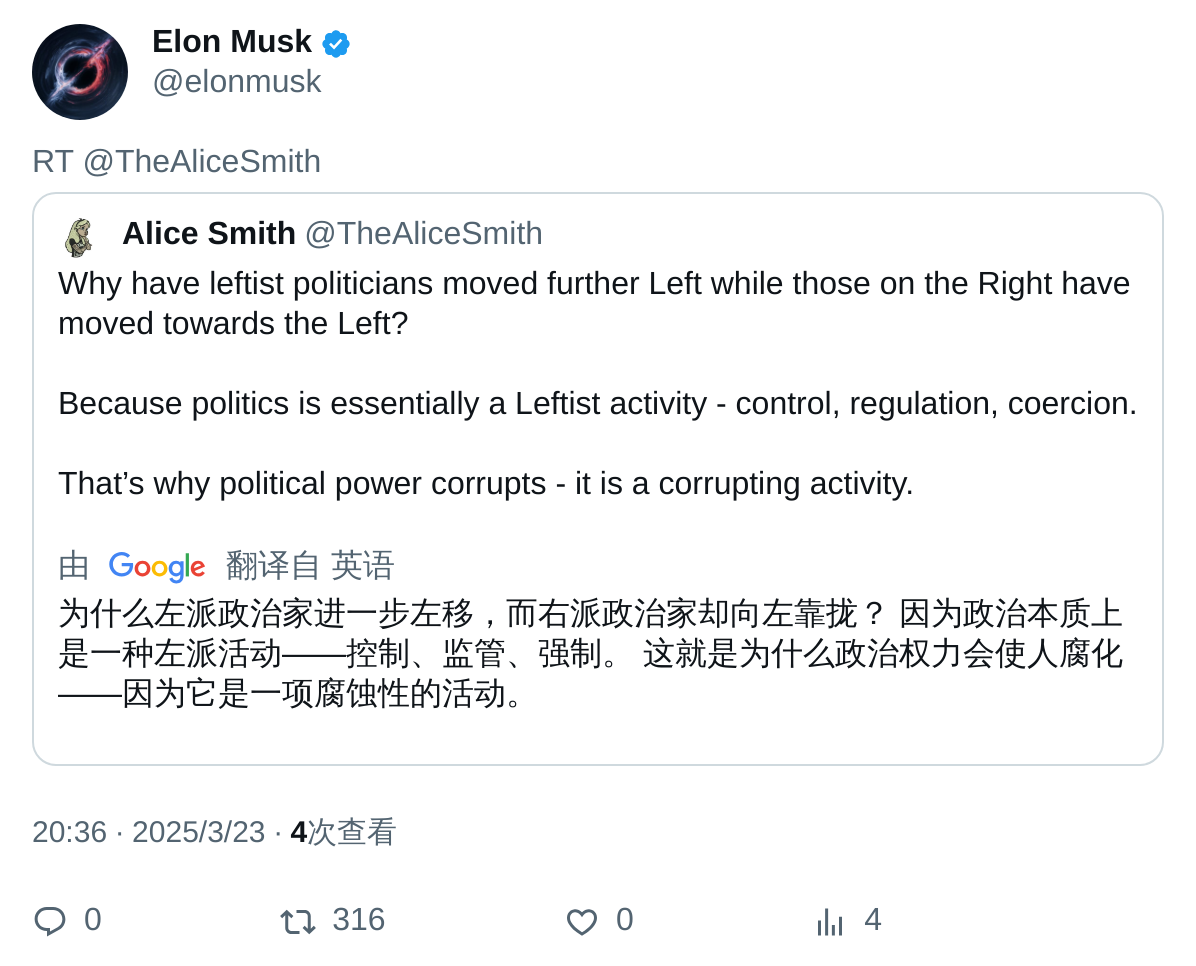 Elon Musk
@elonmusk
RT @TheAliceSmith
Alice Smith @TheAliceSmith
Why have leftist politicians moved further Left while those on the Right have
moved towards the Left?
Because politics is essentially a Leftist activity - control, regulation, coercion.
That’s why political power corrupts - it is a corrupting activity.
由 Google 翻译自 英语
为什么左派政治家进一步左移，而右派政治家却向左靠拢？ 因为政治本质上
是一种左派活动——控制、监管、强制。 这就是为什么政治权力会使人腐化
——因为它是一项腐蚀性的活动。
20:36 · 2025/3/23 · 4次查看
0 316 0 4